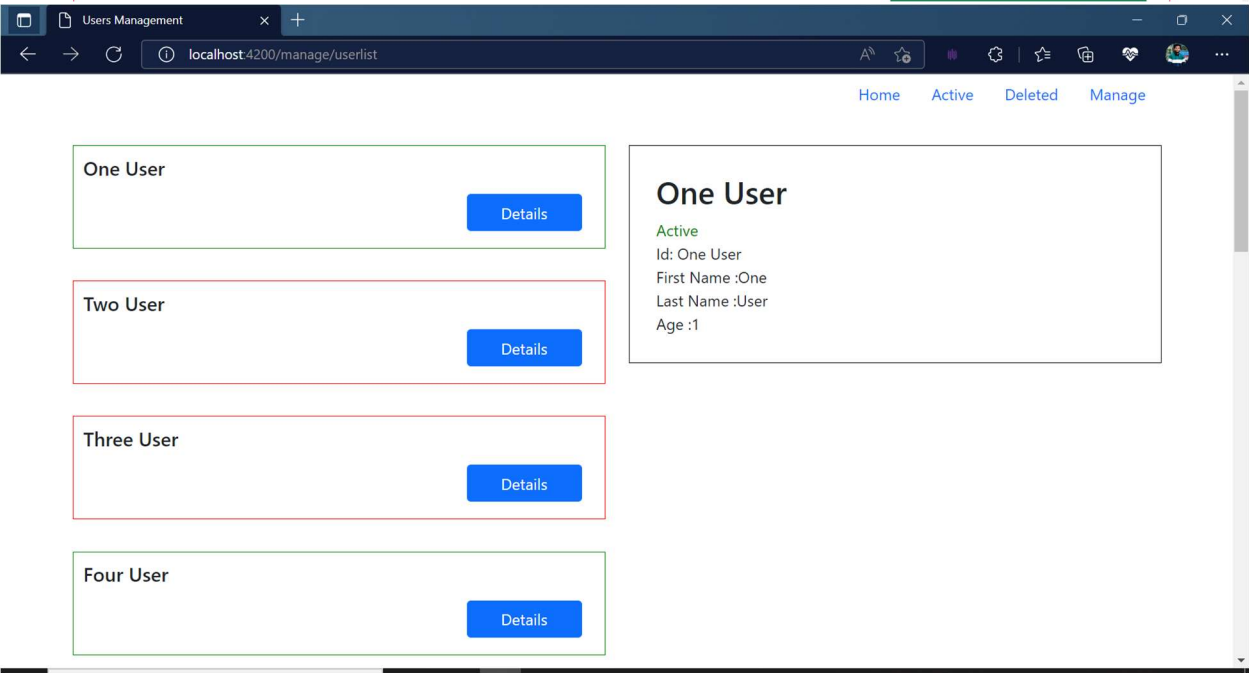 Users Management
localhost:4200/manage/userlist
Home Active Deleted Manage
One User
Details
Two User
Details
Three User
Details
Four User
Details
One User
Active
Id: One User
First Name :One
Last Name :User
Age :1